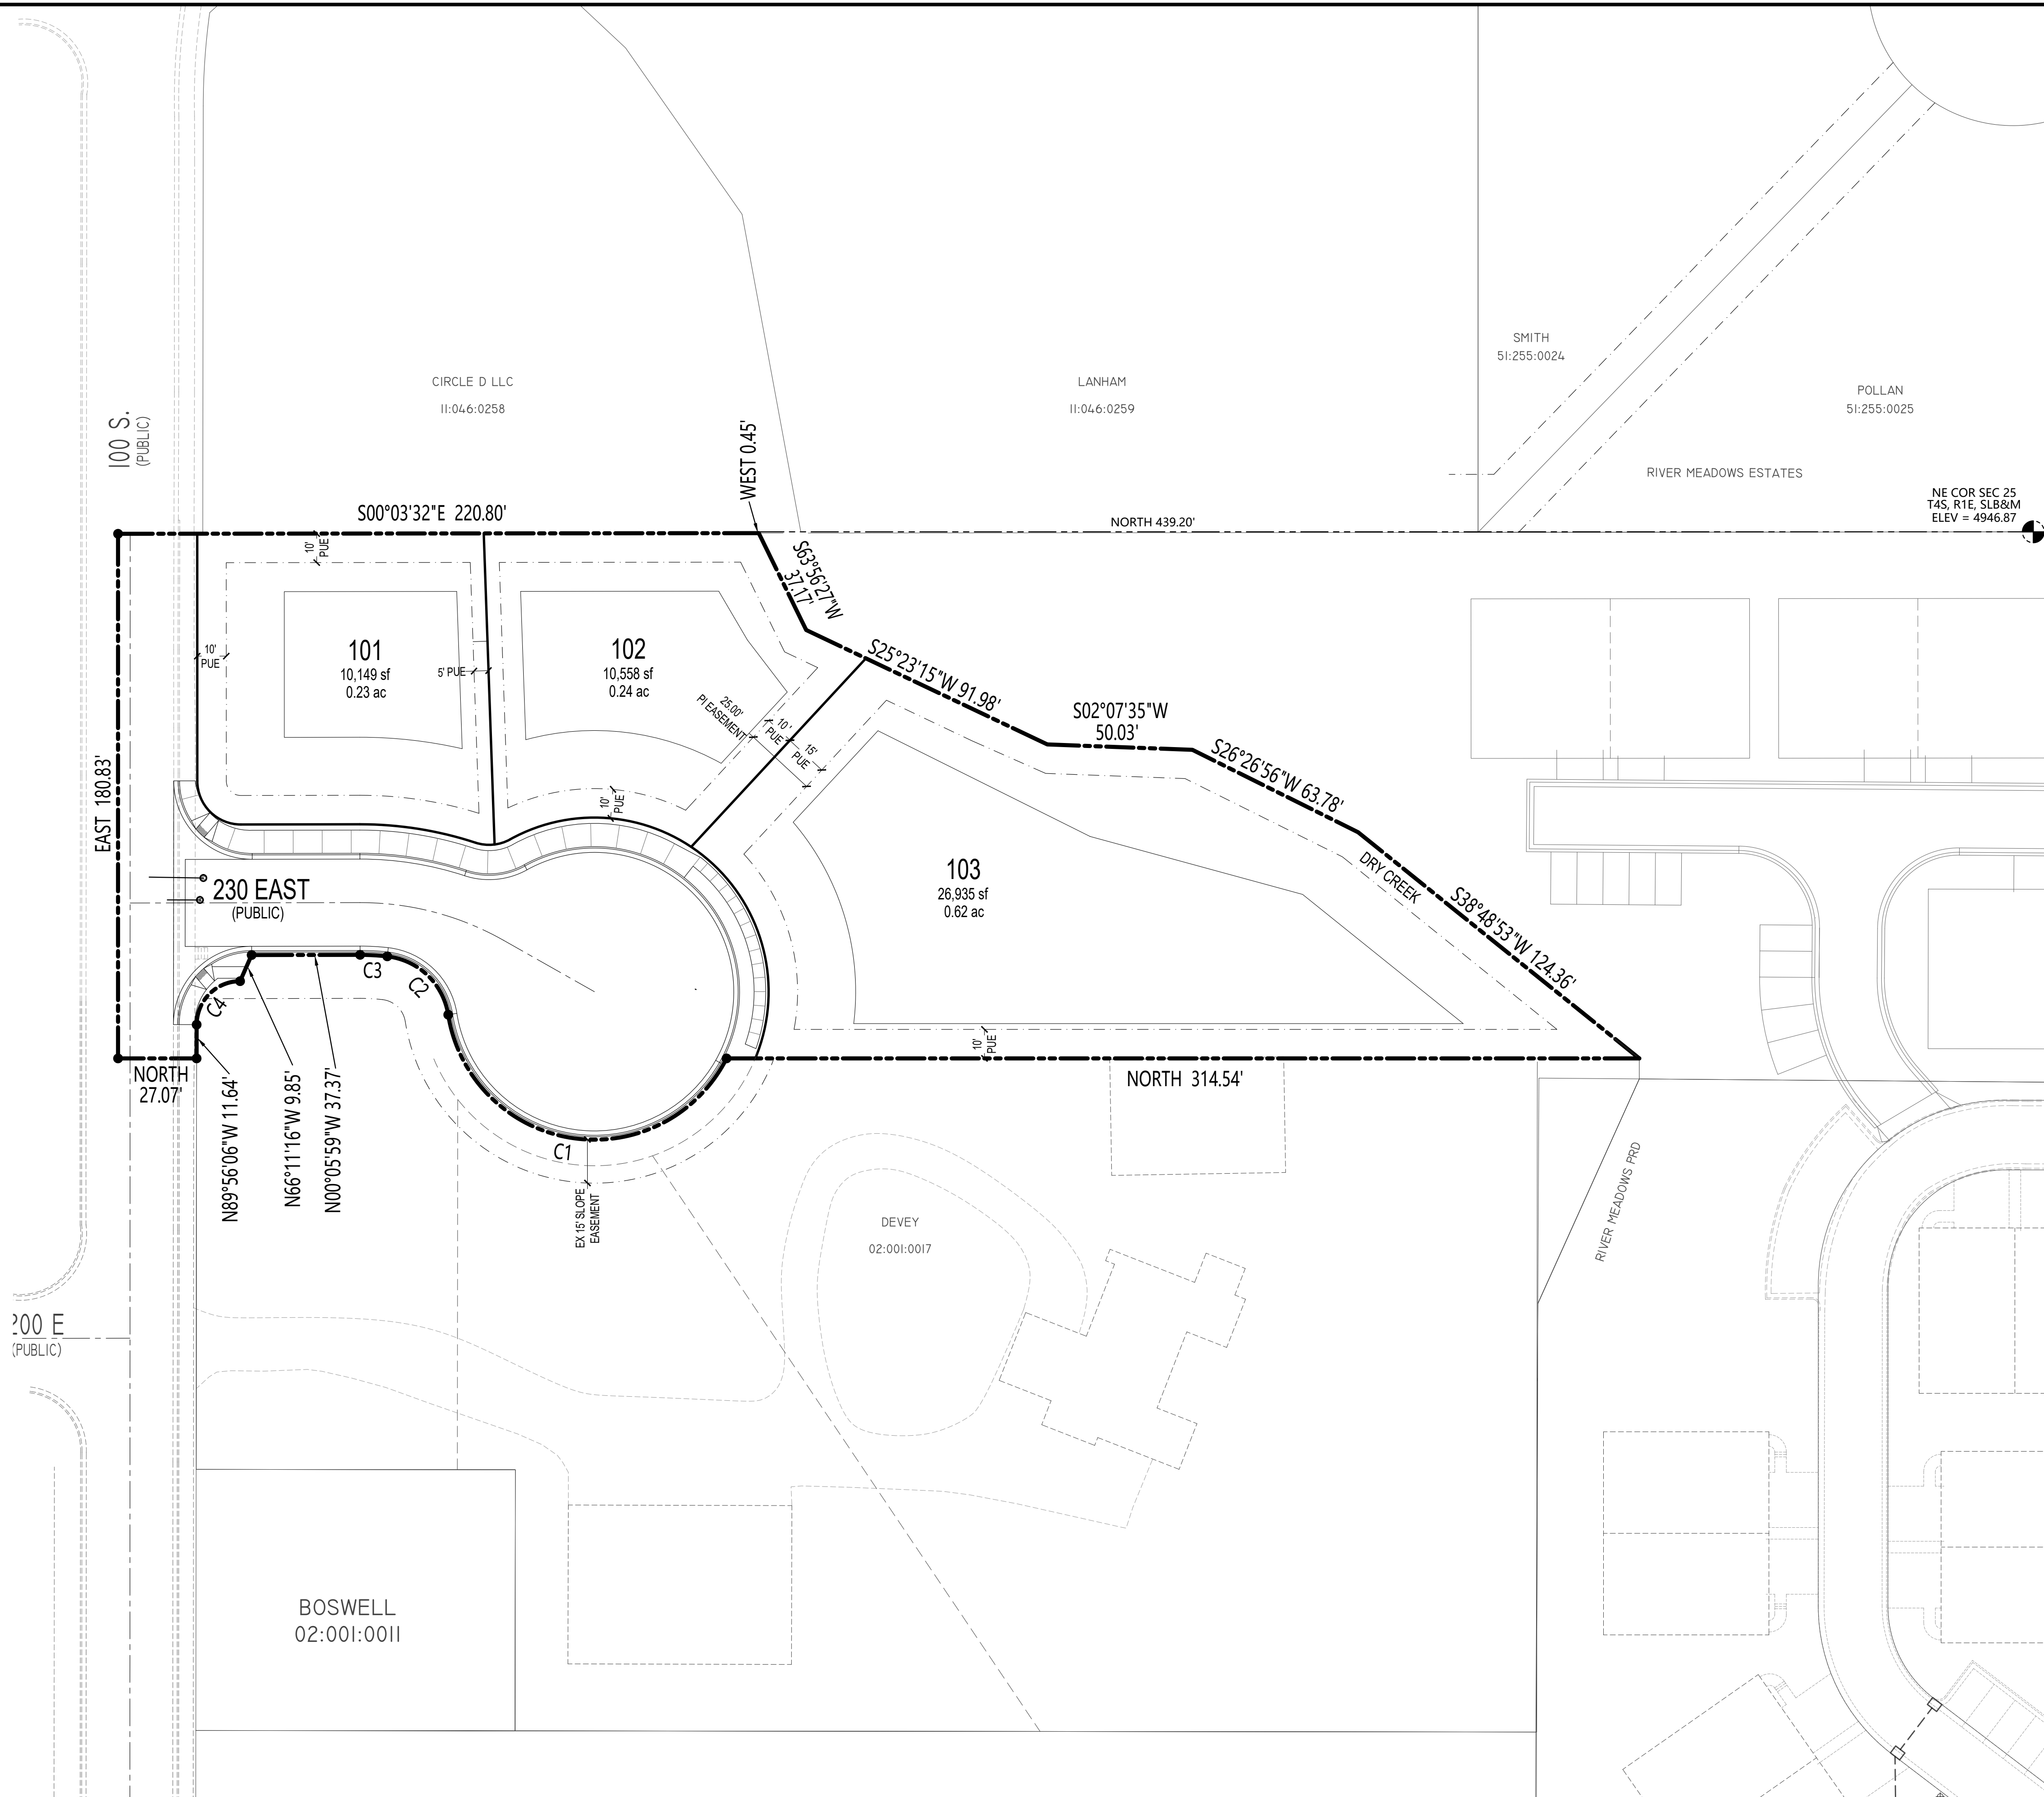 SMITH
51:255:0024
CIRCLE D LLC
11:046:0258
LANHAM
11:046:0259
POLLAN
51:255:0025
100 S.
(PUBLIC)
RIVER MEADOWS ESTATES
WEST 0.45'
NE COR SEC 25
T4S, R1E, SLB&M
ELEV = 4946.87
S00°03'32"E 220.80'
NORTH 439.20'
10'
PUE
S63°56'27"W
37.17'
101
10,149 sf
0.23 ac
10'
PUE
5' PUE
102
10,558 sf
0.24 ac
S25°23'15"W 91.98'
S02°07'35"W
50.03'
25.00'
PI EASEMENT
10'
PUE
15'
PUE
S26°26'56"W 63.78'
EAST 180.83'
10'
PUE
103
26,935 sf
0.62 ac
DRY CREEK
S38°48'53"W 124.36'
230 EAST
(PUBLIC)
C3
C2
C4
10'
PUE
NORTH
27.07'
NORTH 314.54'
N89°56'06"W 11.64'
N66°11'16"W 9.85'
N00°05'59"W 37.37'
C1
EX 15' SLOPE
EASEMENT
DEVEY
02:001:0017
RIVER MEADOWS PRD
200 E
(PUBLIC)
BOSWELL
02:001:0011